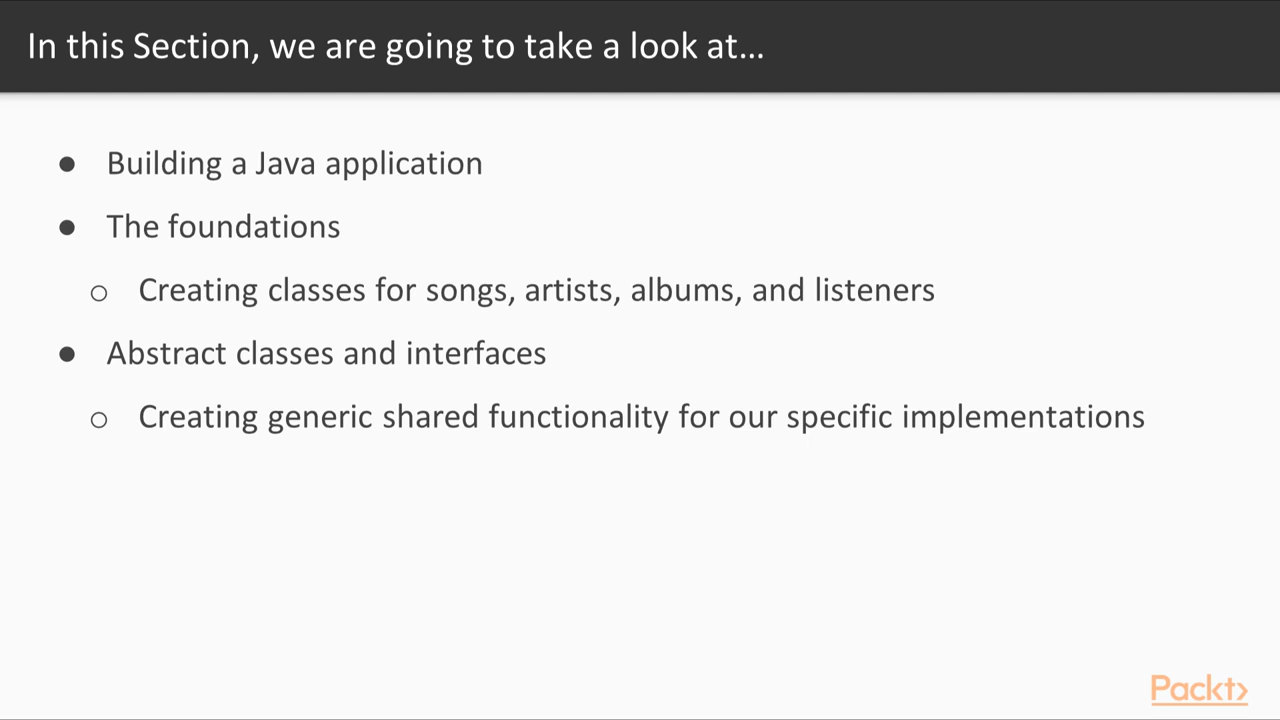 In this Section, we are going to take a look at...
● Building a Java application
● The foundations
○ Creating classes for songs, artists, albums, and listeners
● Abstract classes and interfaces
○ Creating generic shared functionality for our specific implementations
Packt>